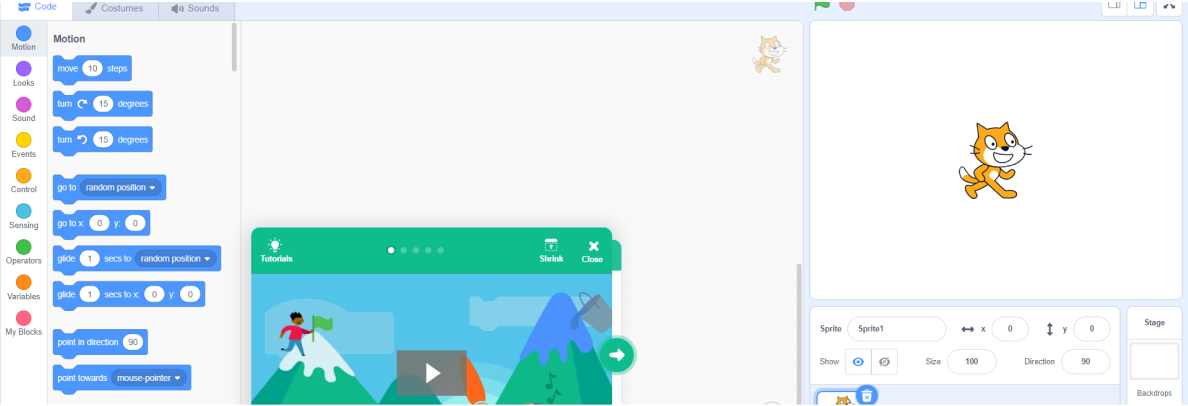 Code
Costumes
Sounds
Motion
Looks
Sound
Events
Control
Sensing
Operators
Variables
My Blocks
Motion
move 10 steps
turn 15 degrees
turn 15 degrees
go to random position
go to x: 0 y: 0
glide 1 secs to random position
glide 1 secs to x: 0 y: 0
point in direction 90
point towards mouse-pointer
Tutorials
Shrink
Close
Sprite Sprite1 x 0 y 0
Show Size 100 Direction 90
Stage
Backdrops